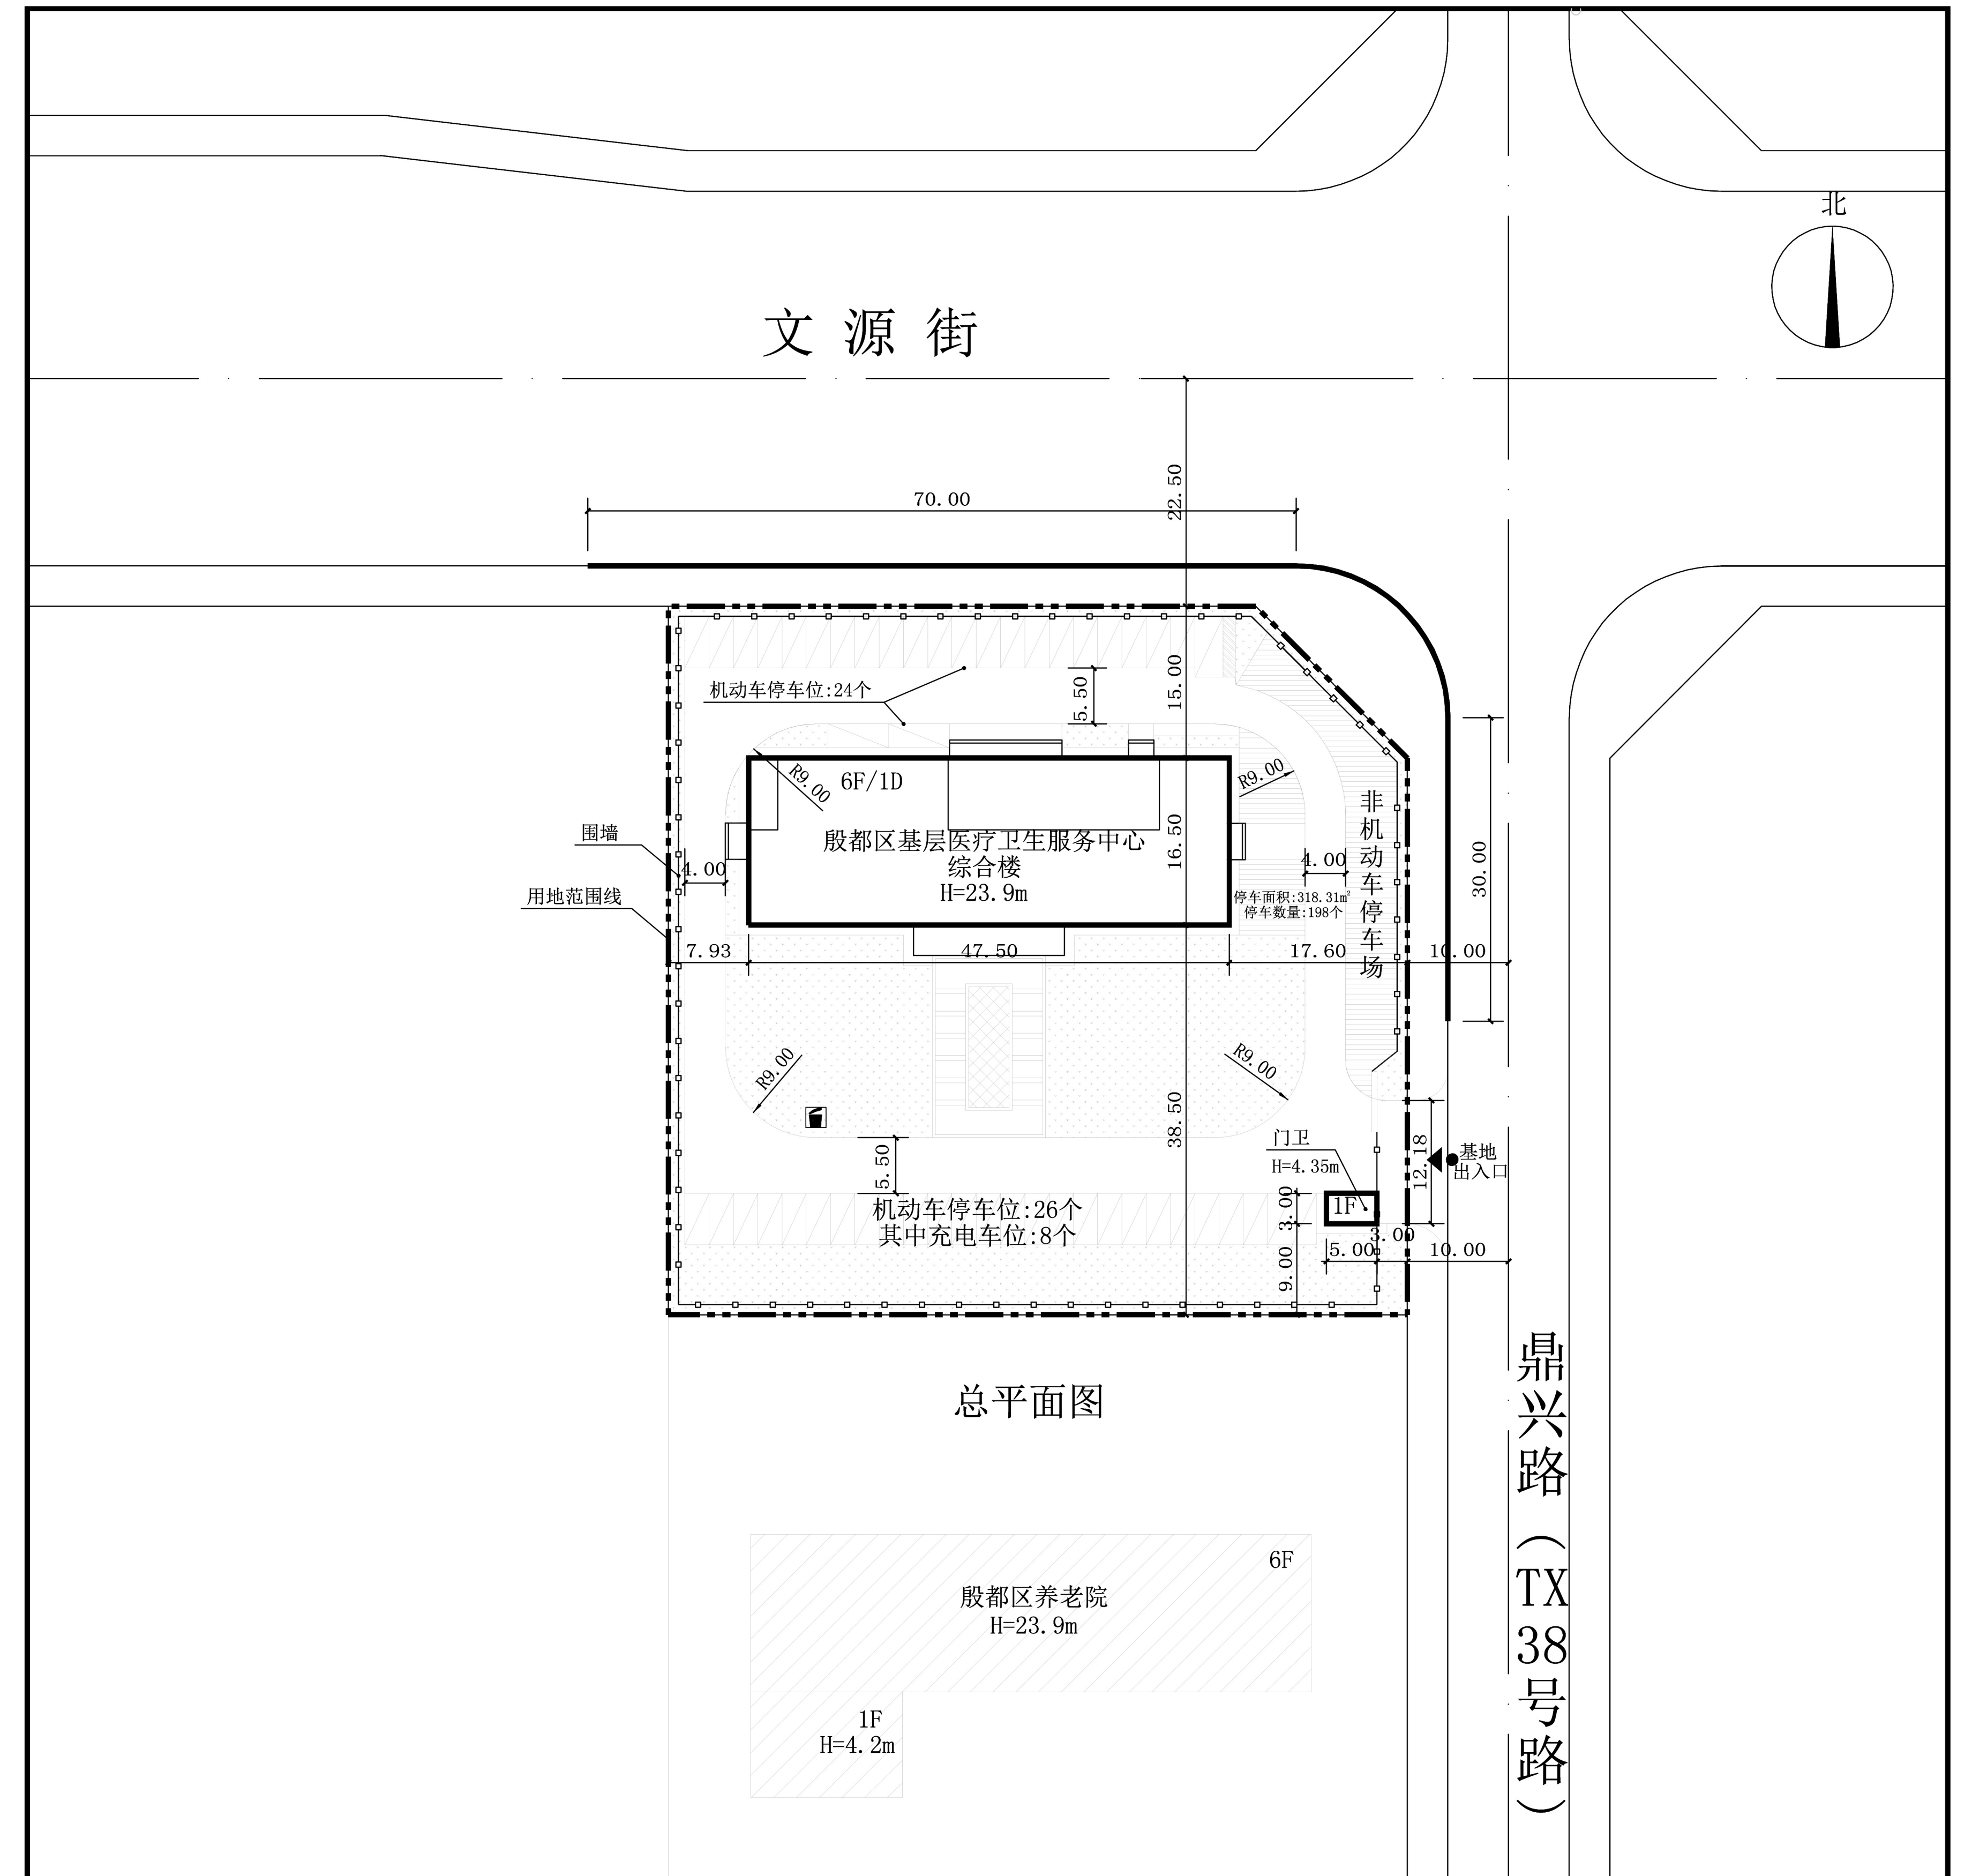 北
文源街
22.50
70.00
机动车停车位:24个
5.50
15.00
R9.00
6F/1D
R9.00
非机动车停车场
殷都区基层医疗卫生服务中心
综合楼
H=23.9m
16.50
围墙
4.00
4.00
30.00
用地范围线
停车面积:318.31㎡
停车数量:198个
7.93
47.50
17.60
10.00
R9.00
R9.00
38.50
门卫
H=4.35m
12.18
基地
出入口
5.50
机动车停车位:26个
其中充电车位:8个
3.00
1F
3.00
9.00
5.00
10.00
总平面图
鼎兴路(TX38号路)
6F
殷都区养老院
H=23.9m
1F
H=4.2m